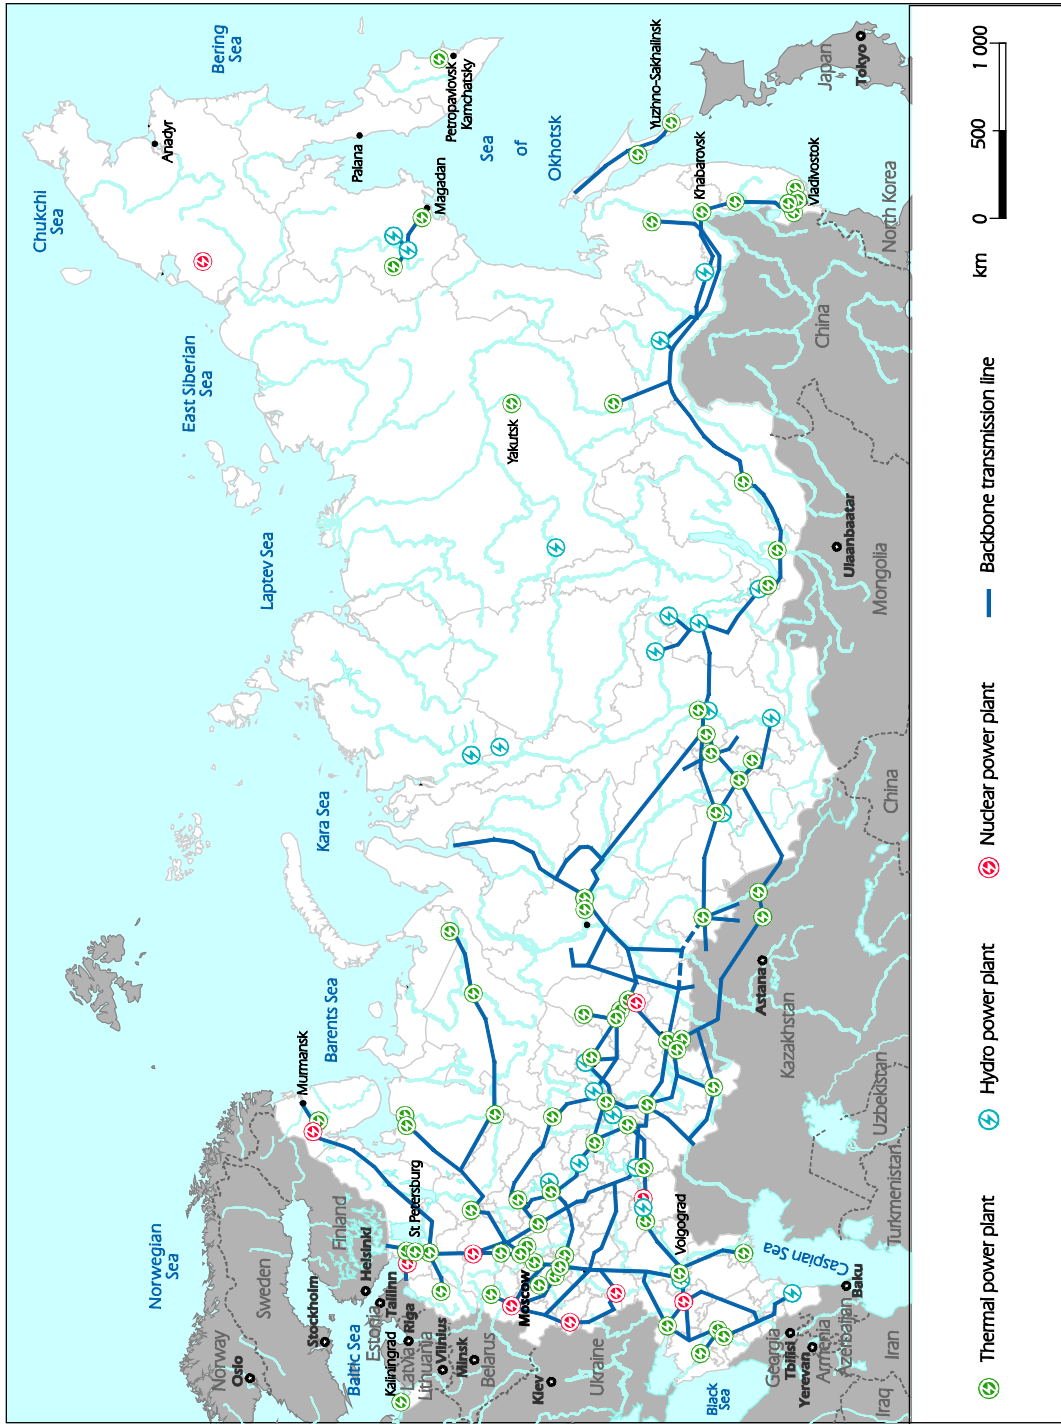 Norwegian
Sea
Barents Sea
Kara Sea
Laptev Sea
East Siberian
Sea
Chukchi
Sea
Bering
Sea
Sea
of
Okhotsk
Baltic Sea
Black
Sea
Caspian Sea
Norway
Oslo
Sweden
Stockholm
Finland
Helsinki
Estonia
Tallinn
Latvia
Riga
Lithuania
Vilnius
Kaliningrad
Minsk
Belarus
Kiev
Ukraine
Murmansk
St Petersburg
Moscow
Volgograd
Georgia
Tbilisi
Yerevan
Armenia
Azerbaijan
Baku
Iraq
Iran
Turkmenistan
Uzbekistan
Kazakhstan
Astana
China
Mongolia
Ulaanbaatar
China
North Korea
Japan
Tokyo
Yakutsk
Anadyr
Palana
Magadan
Petropavlovsk
Kamchatsky
Yuzhno-Sakhalinsk
Khabarovsk
Vladivostok
Thermal power plant
Hydro power plant
Nuclear power plant
Backbone transmission line
km
0
500
1 000